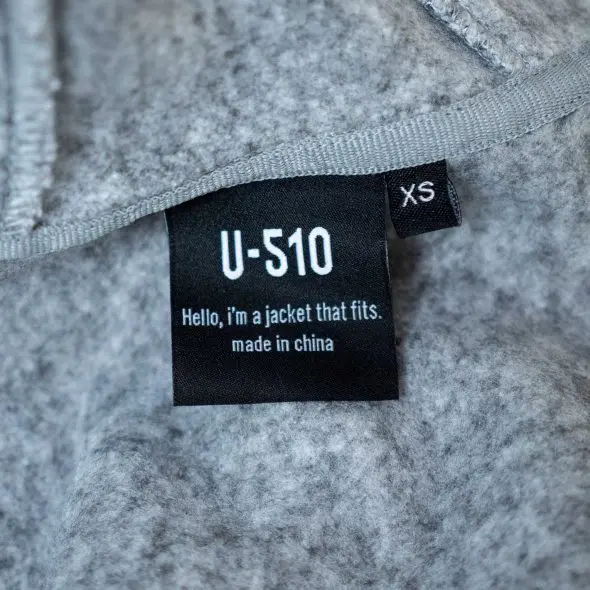 U-510
XS
Hello, i'm a jacket that fits.
made in china